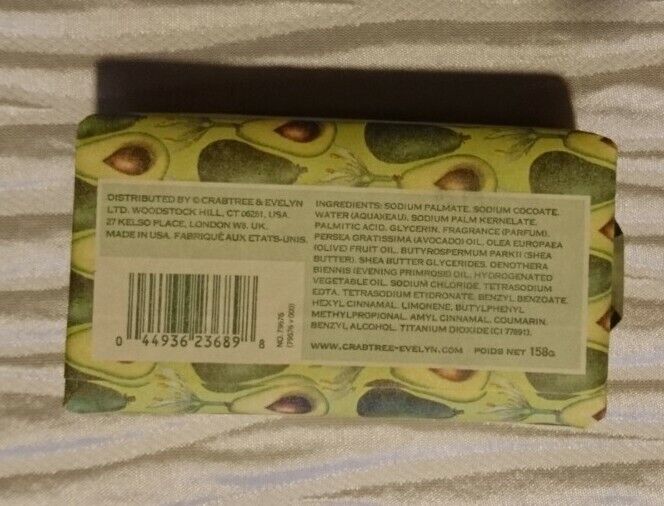 DISTRIBUTED BY © CRABTREE & EVELYN
LTD. WOODSTOCK HILL, CT 06281, USA.
27 KELSO PLACE, LONDON W8. UK.
MADE IN USA. FABRIQUÉ AUX ETATS-UNIS.
0 44936 23689 8
NO.79576
(79576 v 000)
INGREDIENTS: SODIUM PALMATE, SODIUM COCOATE,
WATER (AQUA/EAU), SODIUM PALM KERNELATE,
PALMITIC ACID, GLYCERIN, FRAGRANCE (PARFUM),
PERSEA GRATISSIMA (AVOCADO) OIL, OLEA EUROPAEA
(OLIVE) FRUIT OIL, BUTYROSPERMUM PARKII (SHEA
BUTTER), SHEA BUTTER GLYCERIDES, OENOTHERA
BIENNIS (EVENING PRIMROSE) OIL, HYDROGENATED
VEGETABLE OIL, SODIUM CHLORIDE, TETRASODIUM
EDTA, TETRASODIUM ETIDRONATE, BENZYL BENZOATE,
HEXYL CINNAMAL, LIMONENE, BUTYLPHENYL
METHYLPROPIONAL, AMYL CINNAMAL, COUMARIN,
BENZYL ALCOHOL, TITANIUM DIOXIDE (CI 77891).
WWW.CRABTREE-EVELYN.COM POIDS NET 158G